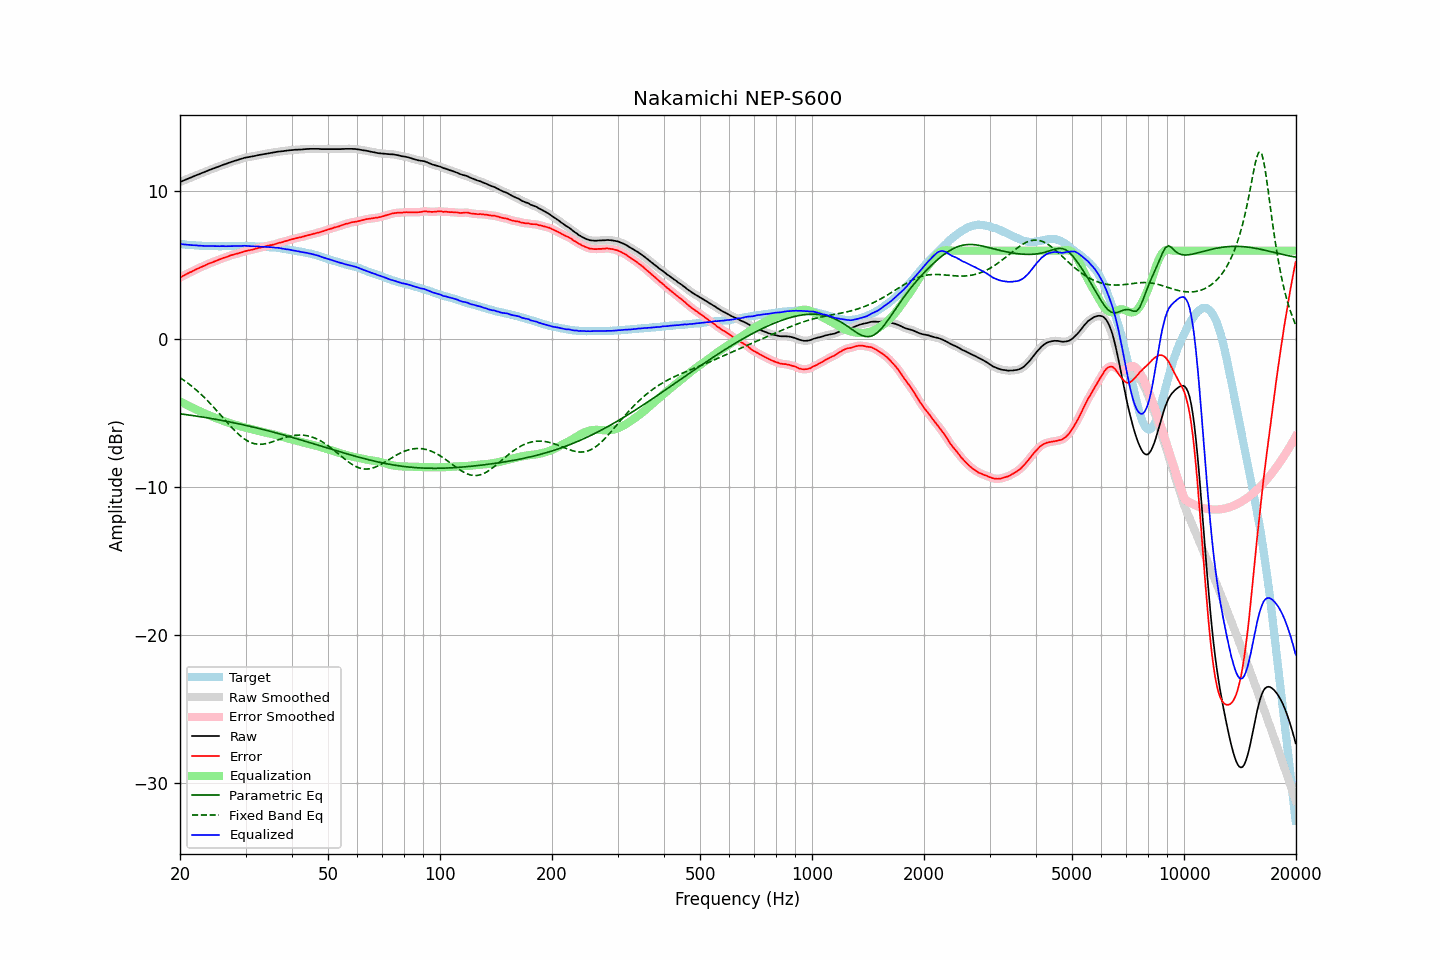 Nakamichi NEP-S600
Amplitude (dBr)
10
0
−10
−20
−30
Target
Raw Smoothed
Error Smoothed
Raw
Error
Equalization
Parametric Eq
Fixed Band Eq
Equalized
20 50 100 200 500 1000 2000 5000 10000 20000
Frequency (Hz)